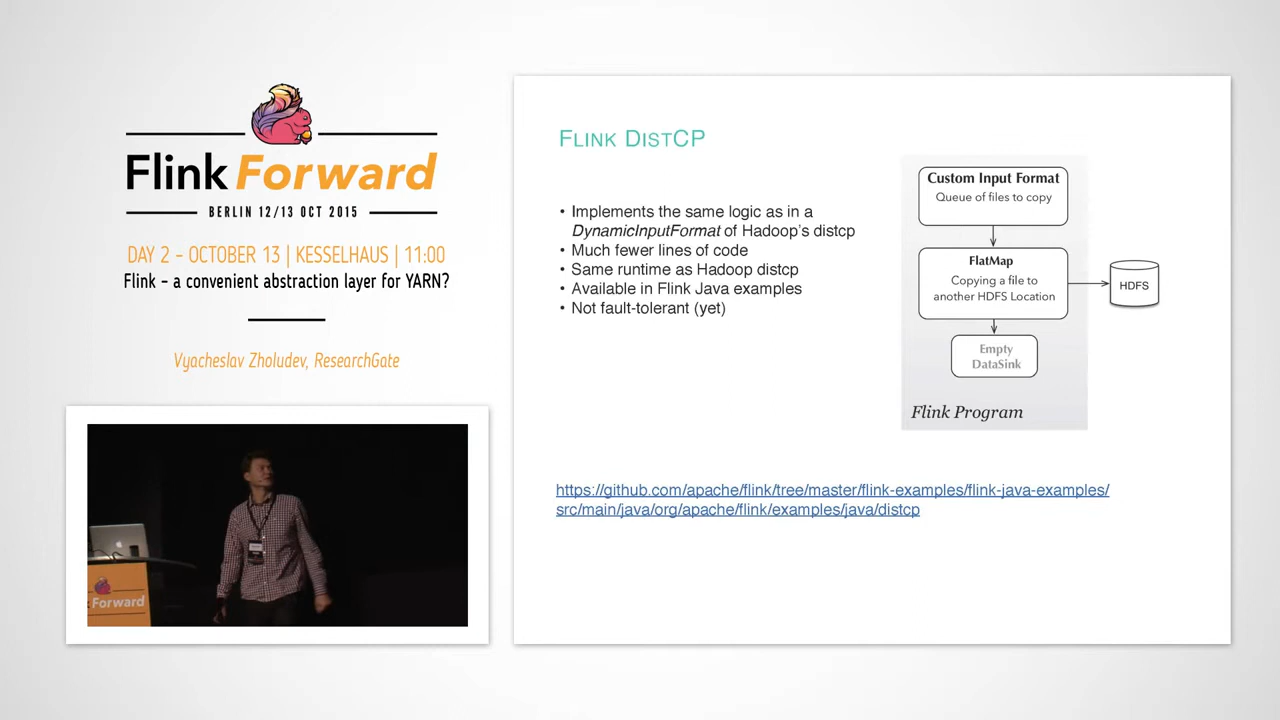 Flink Forward
BERLIN 12/13 OCT 2015
DAY 2 – OCTOBER 13 | KESSELHAUS | 11:00
Flink – a convenient abstraction layer for YARN?
Vyacheslav Zholudev, ResearchGate
Forward
FLINK DISTCP
• Implements the same logic as in a
DynamicInputFormat of Hadoop's distcp
• Much fewer lines of code
• Same runtime as Hadoop distcp
• Available in Flink Java examples
• Not fault-tolerant (yet)
Custom Input Format
Queue of files to copy
FlatMap
Copying a file to
another HDFS Location
HDFS
Empty
DataSink
Flink Program
https://github.com/apache/flink/tree/master/flink-examples/flink-java-examples/
src/main/java/org/apache/flink/examples/java/distcp